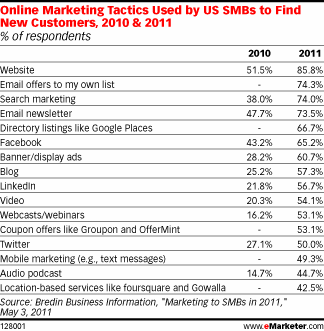 Online Marketing Tactics Used by US SMBs to Find
New Customers, 2010 & 2011
% of respondents
2010 2011
Website 51.5% 85.8%
Email offers to my own list - 74.3%
Search marketing 38.0% 74.0%
Email newsletter 47.7% 73.5%
Directory listings like Google Places - 66.7%
Facebook 43.2% 65.2%
Banner/display ads 28.2% 60.7%
Blog 25.2% 57.3%
LinkedIn 21.8% 56.7%
Video 20.3% 54.1%
Webcasts/webinars 16.2% 53.1%
Coupon offers like Groupon and OfferMint - 53.1%
Twitter 27.1% 50.0%
Mobile marketing (e.g., text messages) - 49.3%
Audio podcast 14.7% 44.7%
Location-based services like foursquare and Gowalla - 42.5%
Source: Bredin Business Information, "Marketing to SMBs in 2011,"
May 3, 2011
128001 www.eMarketer.com